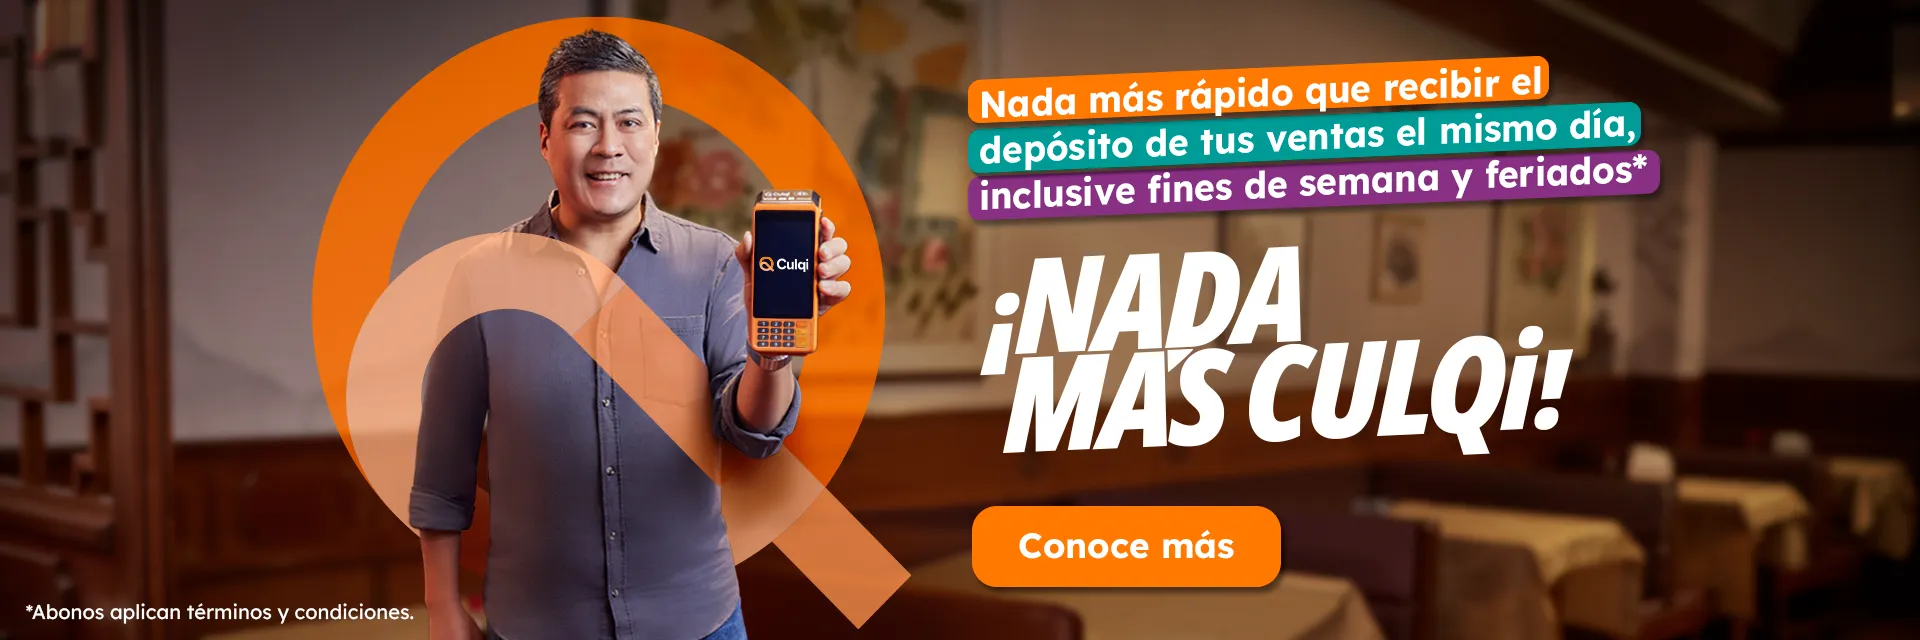 Nada más rápido que recibir el
depósito de tus ventas el mismo día,
inclusive fines de semana y feriados*
¡NADA
MÁS CULQi!
Conoce más
Culqi
Culqi
*Abonos aplican términos y condiciones.